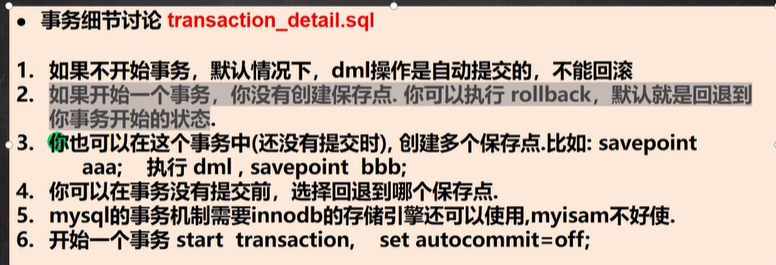 • 事务细节讨论 transaction_detail.sql
1. 如果不开始事务，默认情况下，dml操作是自动提交的，不能回滚
2. 如果开始一个事务，你没有创建保存点. 你可以执行 rollback，默认就是回退到
你事务开始的状态.
3. 你也可以在这个事务中(还没有提交时), 创建多个保存点.比如: savepoint
aaa; 执行 dml , savepoint bbb;
4. 你可以在事务没有提交前，选择回退到哪个保存点.
5. mysql的事务机制需要innodb的存储引擎还可以使用,myisam不好使.
6. 开始一个事务 start transaction, set autocommit=off;